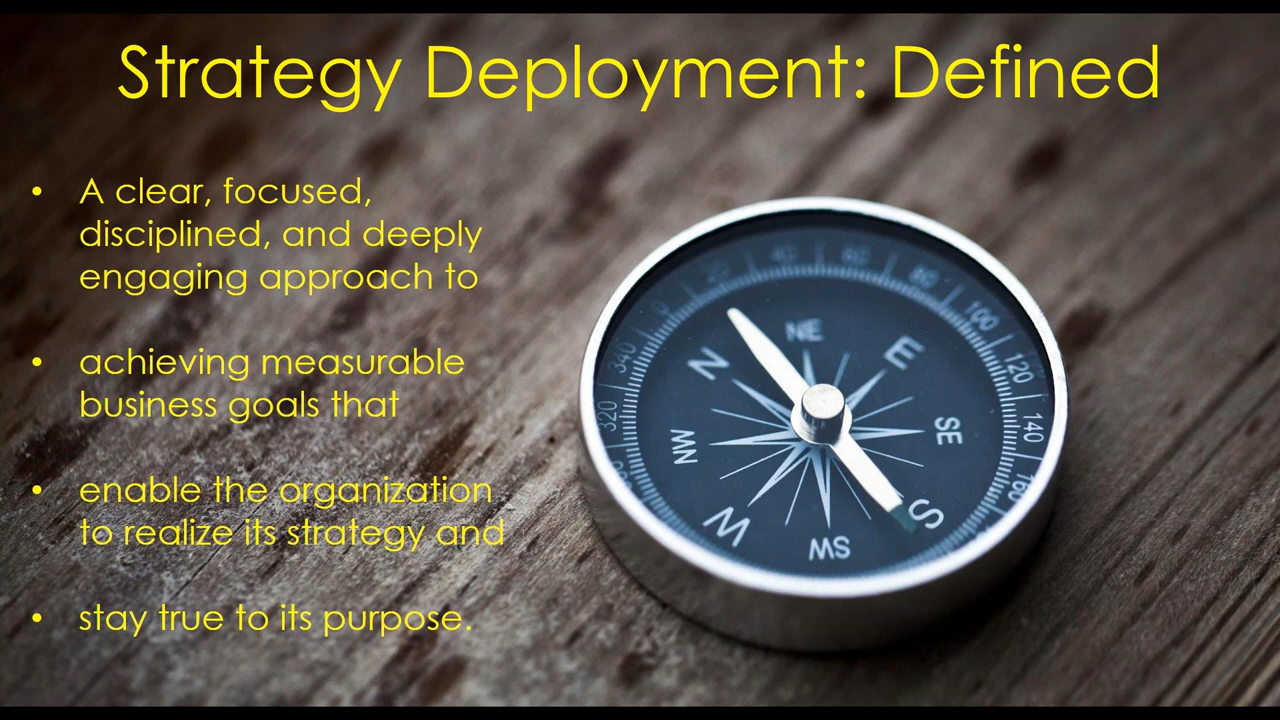 Strategy Deployment: Defined
• A clear, focused,
disciplined, and deeply
engaging approach to
• achieving measurable
business goals that
• enable the organization
to realize its strategy and
• stay true to its purpose.
20 40 60 80 100 120 140 160
0 340 320
N NE E SE S SW W NW